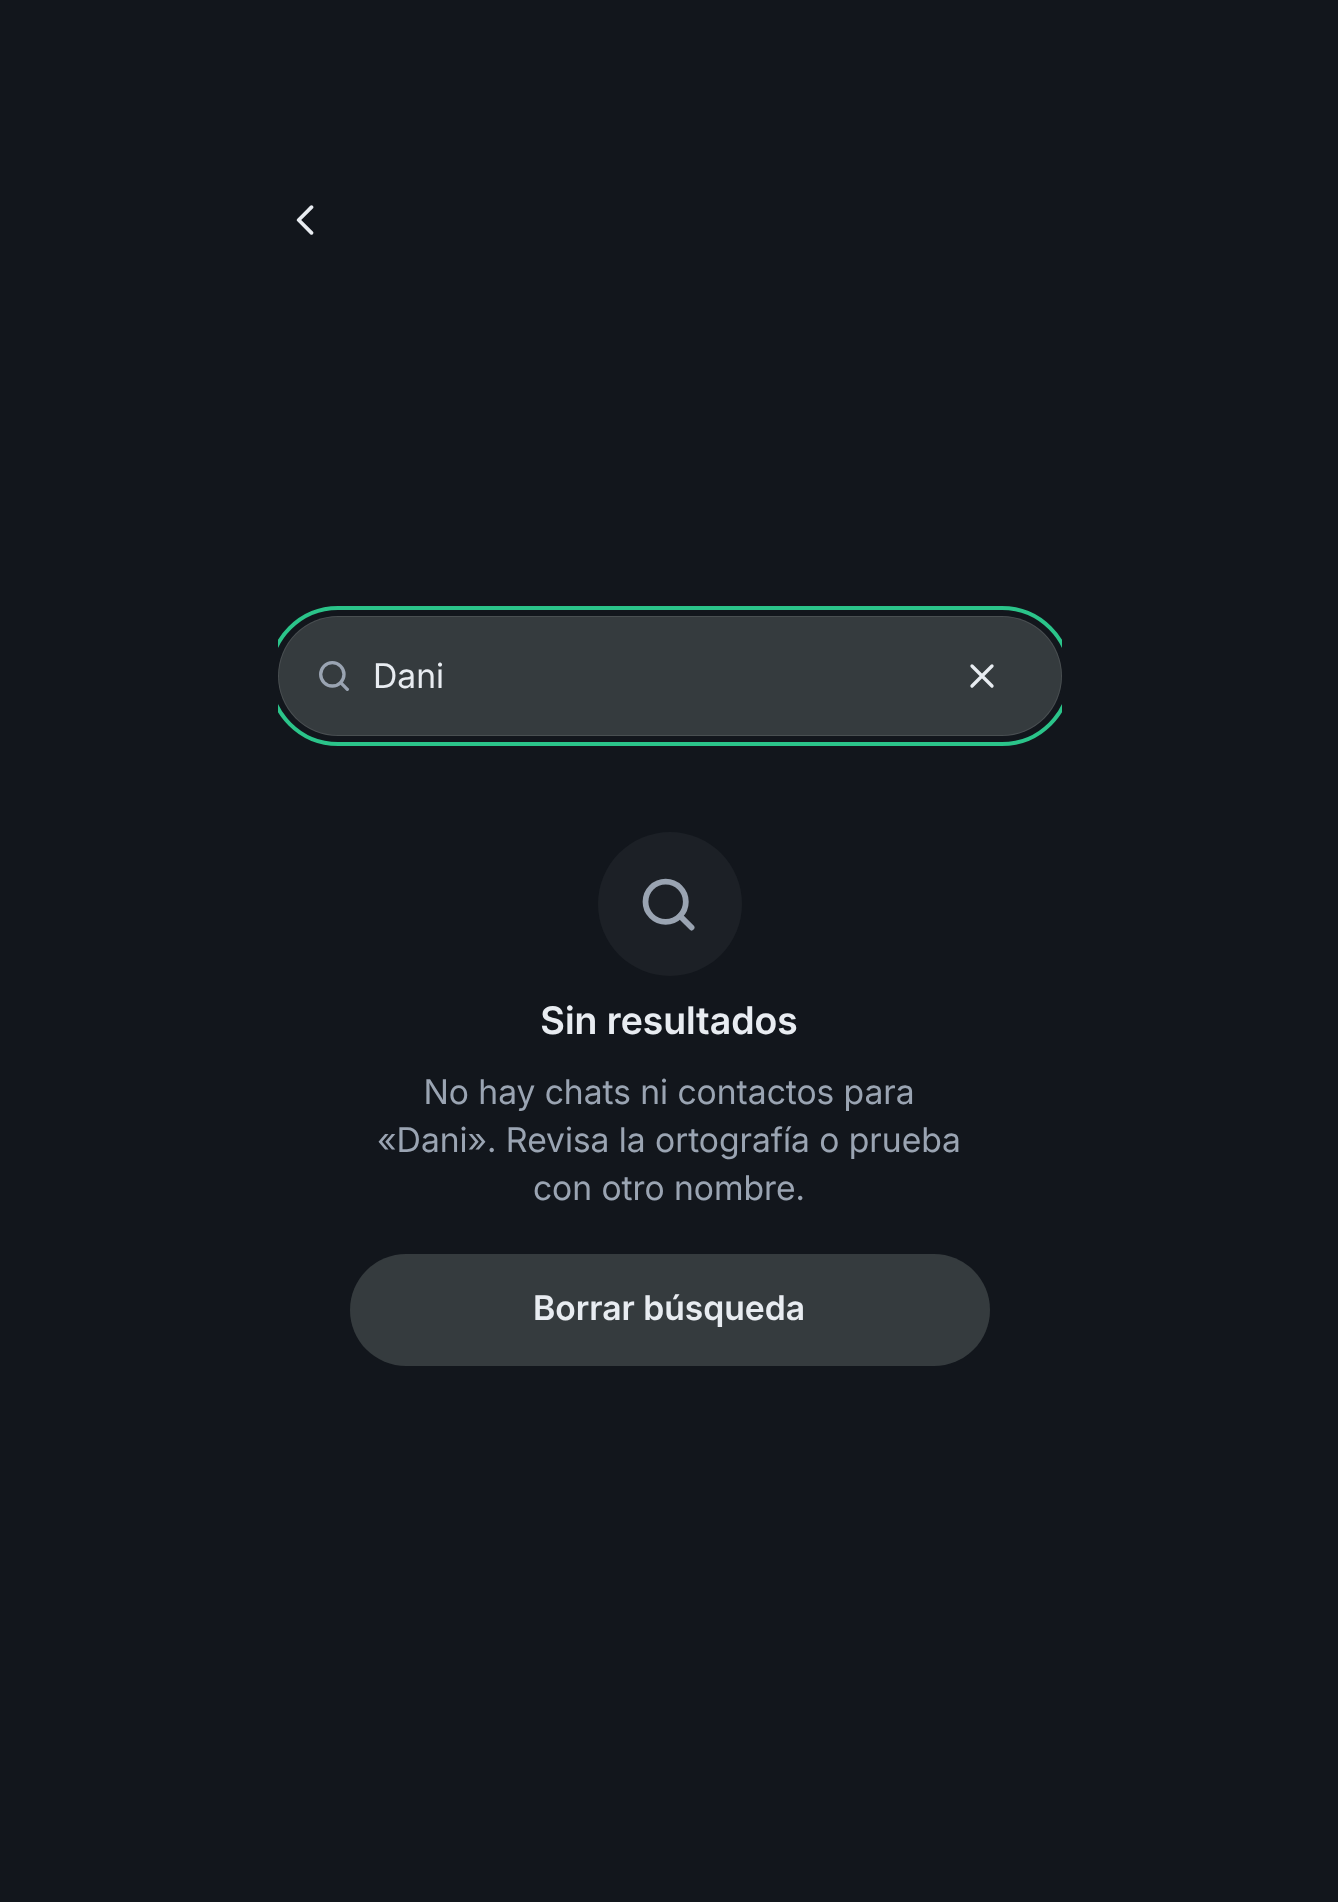 Dani
Sin resultados
No hay chats ni contactos para
«Dani». Revisa la ortografía o prueba
con otro nombre.
Borrar búsqueda